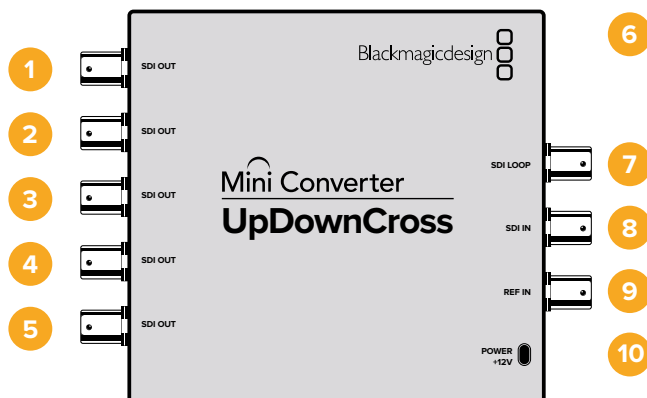 Blackmagicdesign
6
1
SDI OUT
2
SDI OUT
SDI LOOP
7
3
SDI OUT
Mini Converter
UpDownCross
SDI IN
8
4
SDI OUT
REF IN
9
5
SDI OUT
POWER
+12V
10